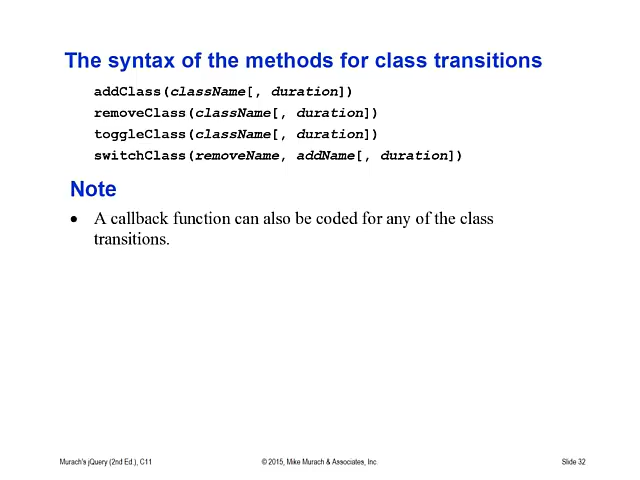 The syntax of the methods for class transitions
addClass(className[, duration])
removeClass(className[, duration])
toggleClass(className[, duration])
switchClass(removeName, addName[, duration])
Note
• A callback function can also be coded for any of the class
transitions.
Murach's jQuery (2nd Ed.), C11 © 2015, Mike Murach & Associates, Inc. Slide 32